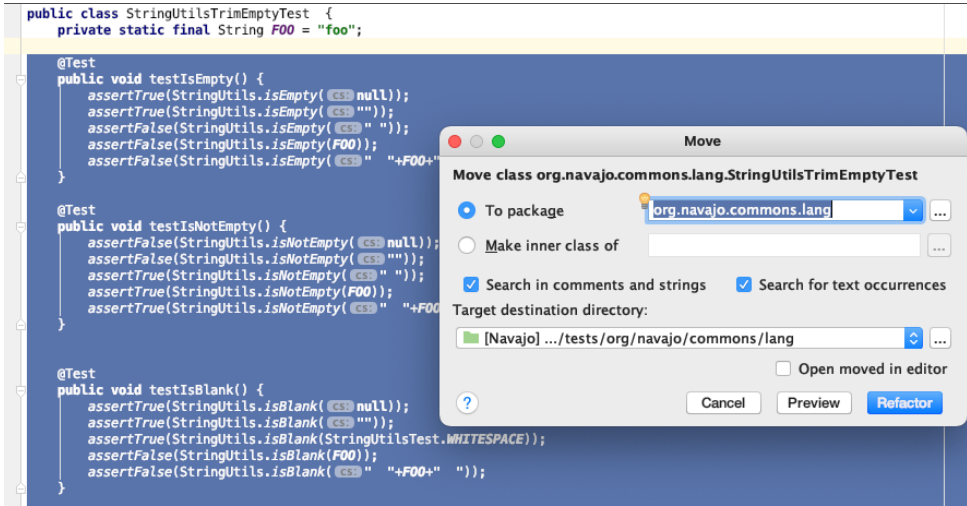 public class StringUtilsTrimEmptyTest {
private static final String FOO = "foo";
@Test
public void testIsEmpty() {
assertTrue(StringUtils.isEmpty( cs: null));
assertTrue(StringUtils.isEmpty( cs: ""));
assertFalse(StringUtils.isEmpty( cs: " "));
assertFalse(StringUtils.isEmpty(FOO));
assertFalse(StringUtils.isEmpty( cs: "  "+FOO+"
}
@Test
public void testIsNotEmpty() {
assertFalse(StringUtils.isNotEmpty( cs: null));
assertFalse(StringUtils.isNotEmpty( cs: ""));
assertTrue(StringUtils.isNotEmpty( cs: " "));
assertTrue(StringUtils.isNotEmpty(FOO));
assertTrue(StringUtils.isNotEmpty( cs: "  "+FOO
}
@Test
public void testIsBlank() {
assertTrue(StringUtils.isBlank( cs: null));
assertTrue(StringUtils.isBlank( cs: ""));
assertTrue(StringUtils.isBlank(StringUtilsTest.WHITESPACE));
assertFalse(StringUtils.isBlank(FOO));
assertFalse(StringUtils.isBlank( cs: "  "+FOO+"  "));
}
Move
Move class org.navajo.commons.lang.StringUtilsTrimEmptyTest
To package org.navajo.commons.lang ...
Make inner class of ...
Search in comments and strings Search for text occurrences
Target destination directory:
[Navajo] .../tests/org/navajo/commons/lang ...
Open moved in editor
? Cancel Preview Refactor